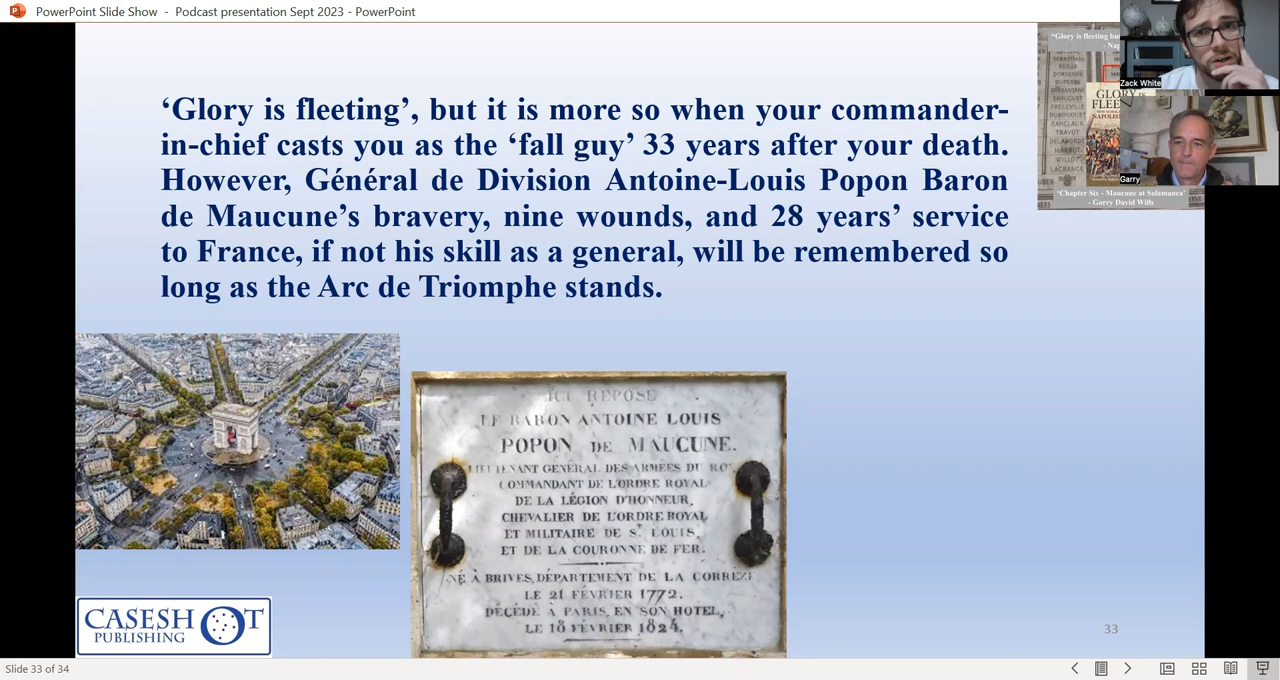 PowerPoint Slide Show - Podcast presentation Sept 2023 - PowerPoint
‘Glory is fleeting’, but it is more so when your commander-
in-chief casts you as the ‘fall guy’ 33 years after your death.
However, Général de Division Antoine-Louis Popon Baron
de Maucune’s bravery, nine wounds, and 28 years’ service
to France, if not his skill as a general, will be remembered so
long as the Arc de Triomphe stands.
"Glory is fleeting
Zack White
Garry
'Chapter Six - Maucune at Salamanca'
- Garry David Wills
ICI REPOSE
LE BARON ANTOINE LOUIS
POPON DE MAUCUNE.
LIEUTENANT GÉNÉRAL DES ARMÉES DU
COMMANDANT DE L'ORDRE ROYAL
DE LA LÉGION D'HONNEUR,
CHEVALIER DE L'ORDRE ROYAL
ET MILITAIRE DE ST. LOUIS,
ET DE LA COURONNE DE FER.
NÉ À BRIVES, DÉPARTEMENT DE LA CORRÈZE,
LE 21 FÉVRIER 1772.
DÉCÉDÉ À PARIS, EN SON HOTEL,
LE 18 FÉVRIER 1824.
CASESHOT
PUBLISHING
33
Slide 33 of 34